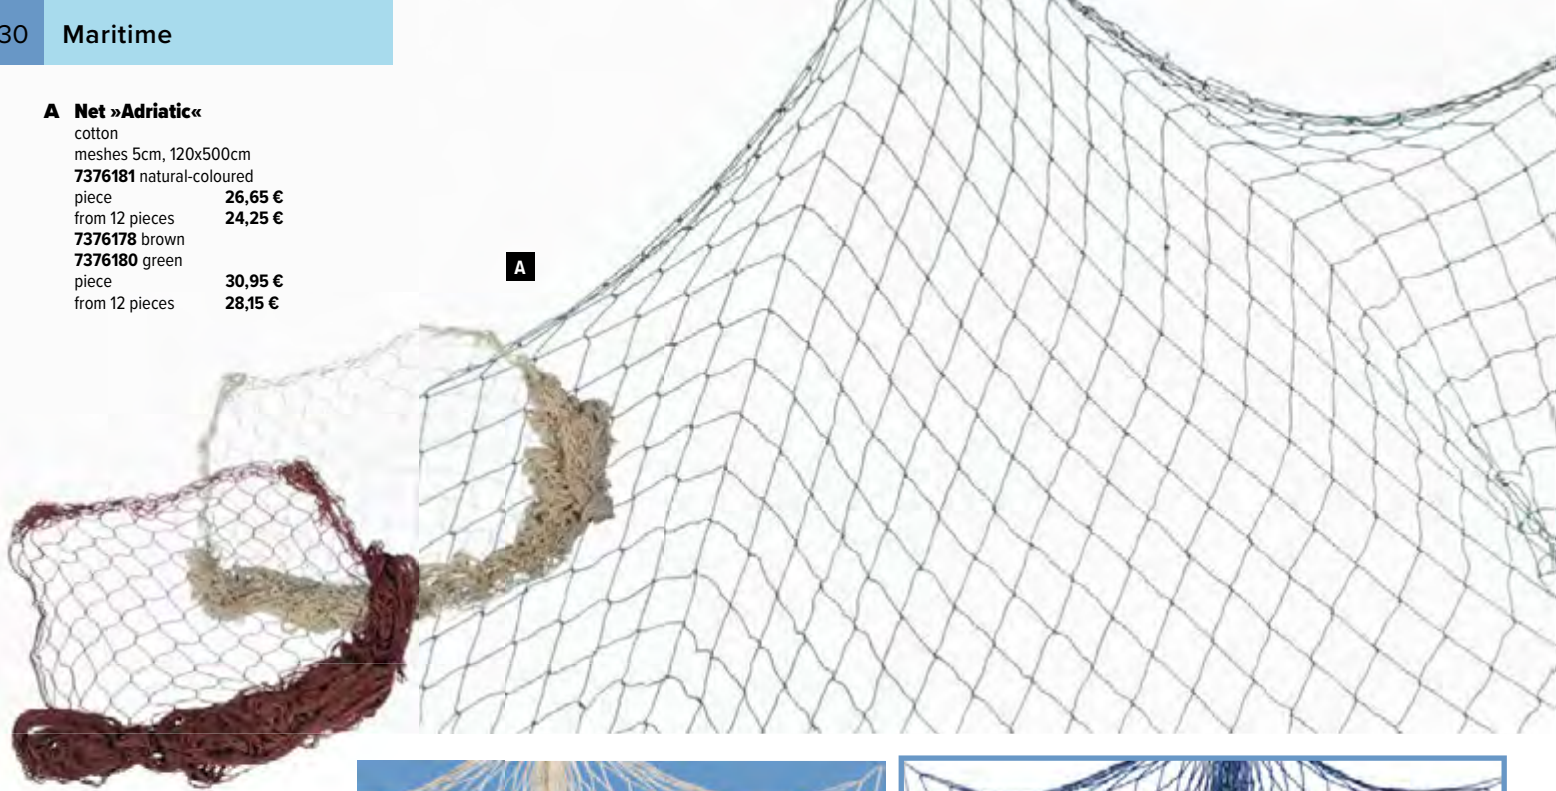 30 Maritime
A Net »Adriatic«
cotton
meshes 5cm, 120x500cm
7376181 natural-coloured
piece 26,65 €
from 12 pieces 24,25 €
7376178 brown
7376180 green
piece 30,95 €
from 12 pieces 28,15 €
A